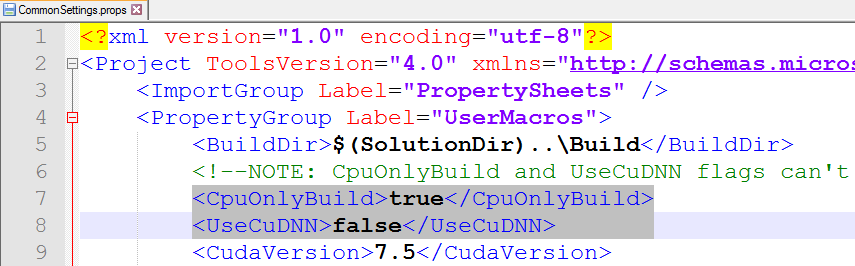 CommonSettings.props
1 <?xml version="1.0" encoding="utf-8"?>
2 <Project ToolsVersion="4.0" xmlns="http://schemas.micros
3 <ImportGroup Label="PropertySheets" />
4 <PropertyGroup Label="UserMacros">
5 <BuildDir>$(SolutionDir)..\Build</BuildDir>
6 <!--NOTE: CpuOnlyBuild and UseCuDNN flags can't
7 <CpuOnlyBuild>true</CpuOnlyBuild>
8 <UseCuDNN>false</UseCuDNN>
9 <CudaVersion>7.5</CudaVersion>